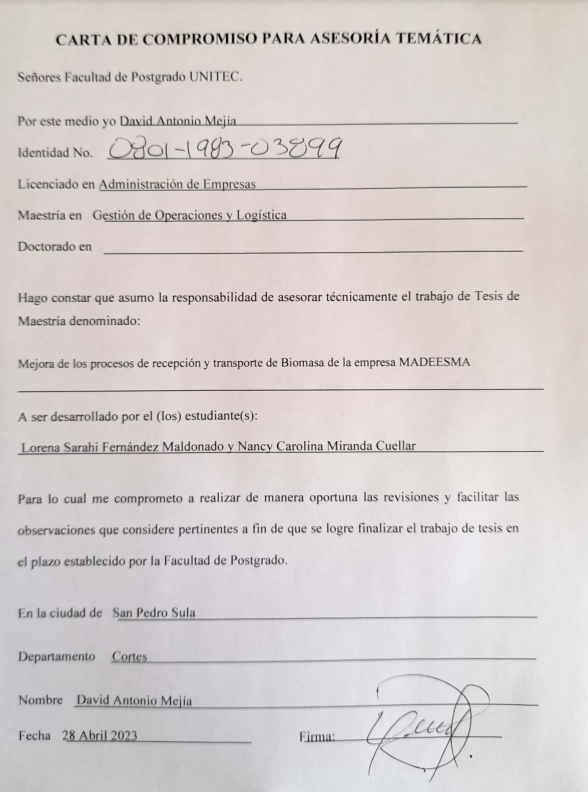 CARTA DE COMPROMISO PARA ASESORÍA TEMÁTICA
Señores Facultad de Postgrado UNITEC.
Por este medio yo David Antonio Mejía
Identidad No. 0801-1983-03899
Licenciado en Administración de Empresas
Maestría en Gestión de Operaciones y Logística
Doctorado en
Hago constar que asumo la responsabilidad de asesorar técnicamente el trabajo de Tesis de
Maestría denominado:
Mejora de los procesos de recepción y transporte de Biomasa de la empresa MADEESMA
A ser desarrollado por el (los) estudiante(s):
Lorena Sarahi Fernández Maldonado y Nancy Carolina Miranda Cuellar
Para lo cual me comprometo a realizar de manera oportuna las revisiones y facilitar las
observaciones que considere pertinentes a fin de que se logre finalizar el trabajo de tesis en
el plazo establecido por la Facultad de Postgrado.
En la ciudad de San Pedro Sula
Departamento Cortes
Nombre David Antonio Mejía
Fecha 28 Abril 2023 Firma: